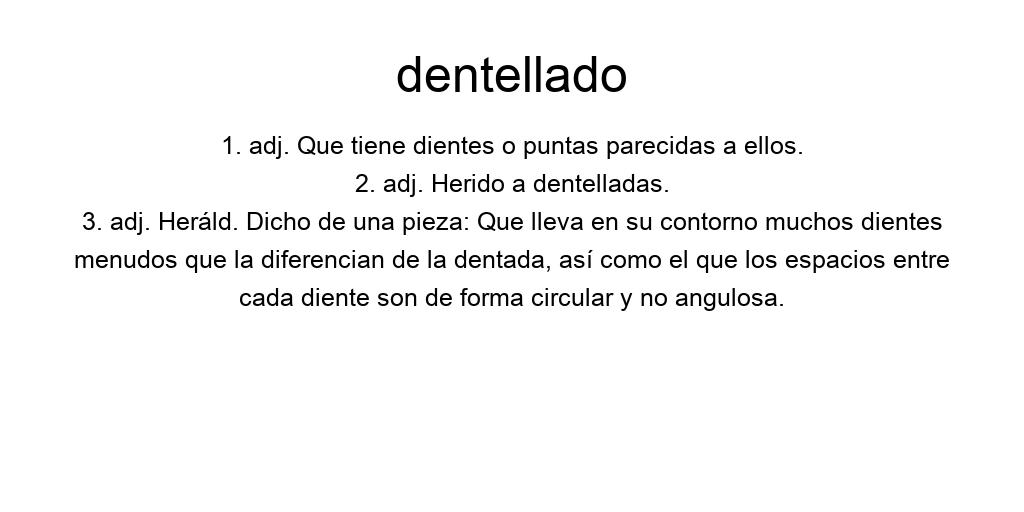 dentellado
1. adj. Que tiene dientes o puntas parecidas a ellos.
2. adj. Herido a dentelladas.
3. adj. Heráld. Dicho de una pieza: Que lleva en su contorno muchos dientes
menudos que la diferencian de la dentada, así como el que los espacios entre
cada diente son de forma circular y no angulosa.